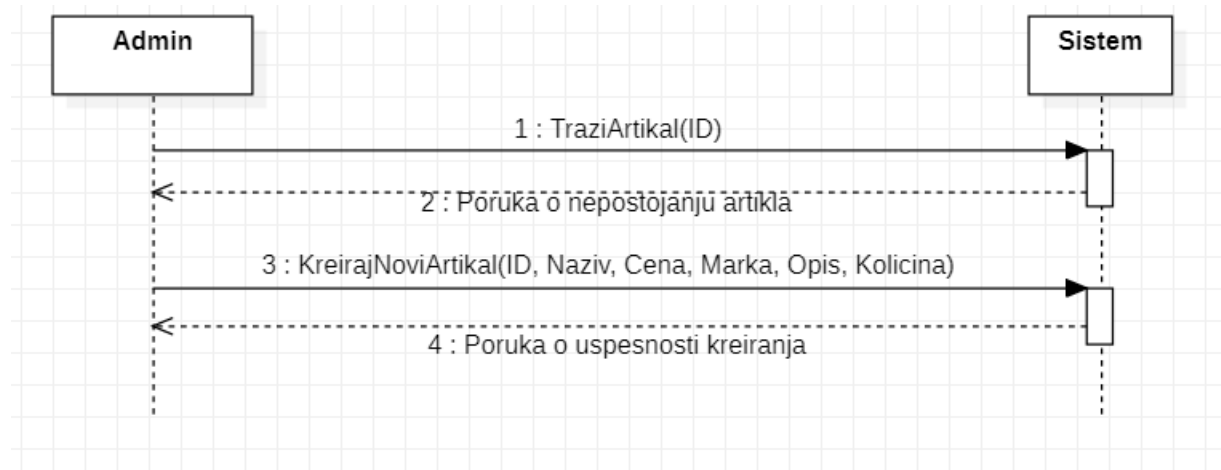 Admin
Sistem
1 : TraziArtikal(ID)
2 : Poruka o nepostojanju artikla
3 : KreirajNoviArtikal(ID, Naziv, Cena, Marka, Opis, Kolicina)
4 : Poruka o uspesnosti kreiranja